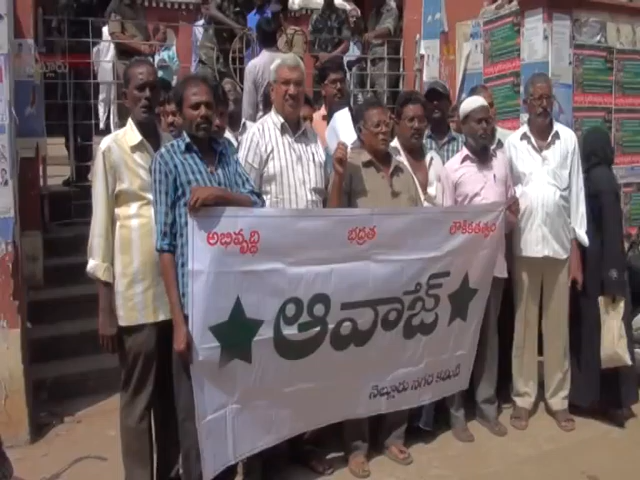 నెల్లూరు
అభివృద్ధి భద్రత లౌకికతత్వం
ఆవాజ్
నెల్లూరు నగర కమిటీ